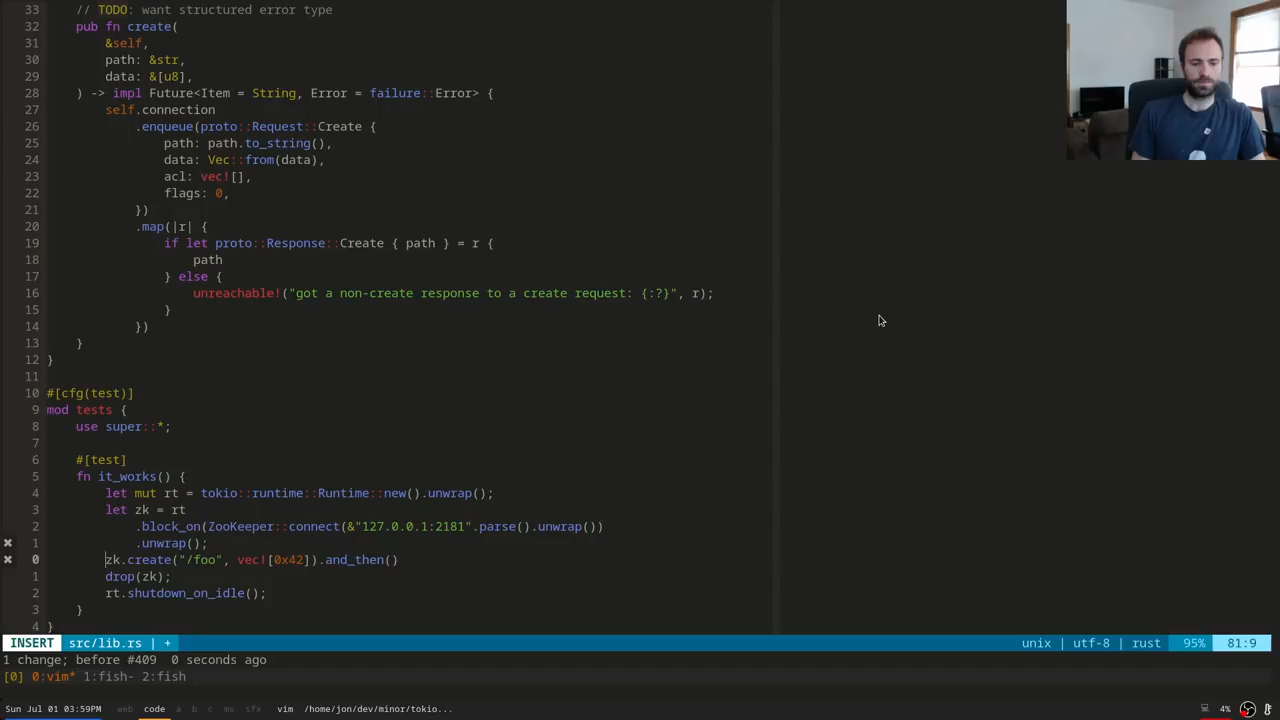 33 // TODO: want structured error type
32 pub fn create(
31 &self,
30 path: &str,
29 data: &[u8],
28 ) -> impl Future<Item = String, Error = failure::Error> {
27 self.connection
26 .enqueue(proto::Request::Create {
25 path: path.to_string(),
24 data: Vec::from(data),
23 acl: vec![],
22 flags: 0,
21 })
20 .map(|r| {
19 if let proto::Response::Create { path } = r {
18 path
17 } else {
16 unreachable!("got a non-create response to a create request: {:?}", r);
15 }
14 })
13 }
12 }
11
10 #[cfg(test)]
9 mod tests {
8 use super::*;
7
6 #[test]
5 fn it_works() {
4 let mut rt = tokio::runtime::Runtime::new().unwrap();
3 let zk = rt
2 .block_on(ZooKeeper::connect(&"127.0.0.1:2181".parse().unwrap()))
1 .unwrap();
0 zk.create("/foo", vec![0x42]).and_then()
1 drop(zk);
2 rt.shutdown_on_idle();
3 }
4 }
INSERT src/lib.rs | + unix | utf-8 | rust 95% 81:9
1 change; before #409 0 seconds ago
[0] 0:vim* 1:fish- 2:fish
Sun Jul 01 03:59PM web code a b c mx sfx vim /home/jon/dev/minor/tokio... 4%